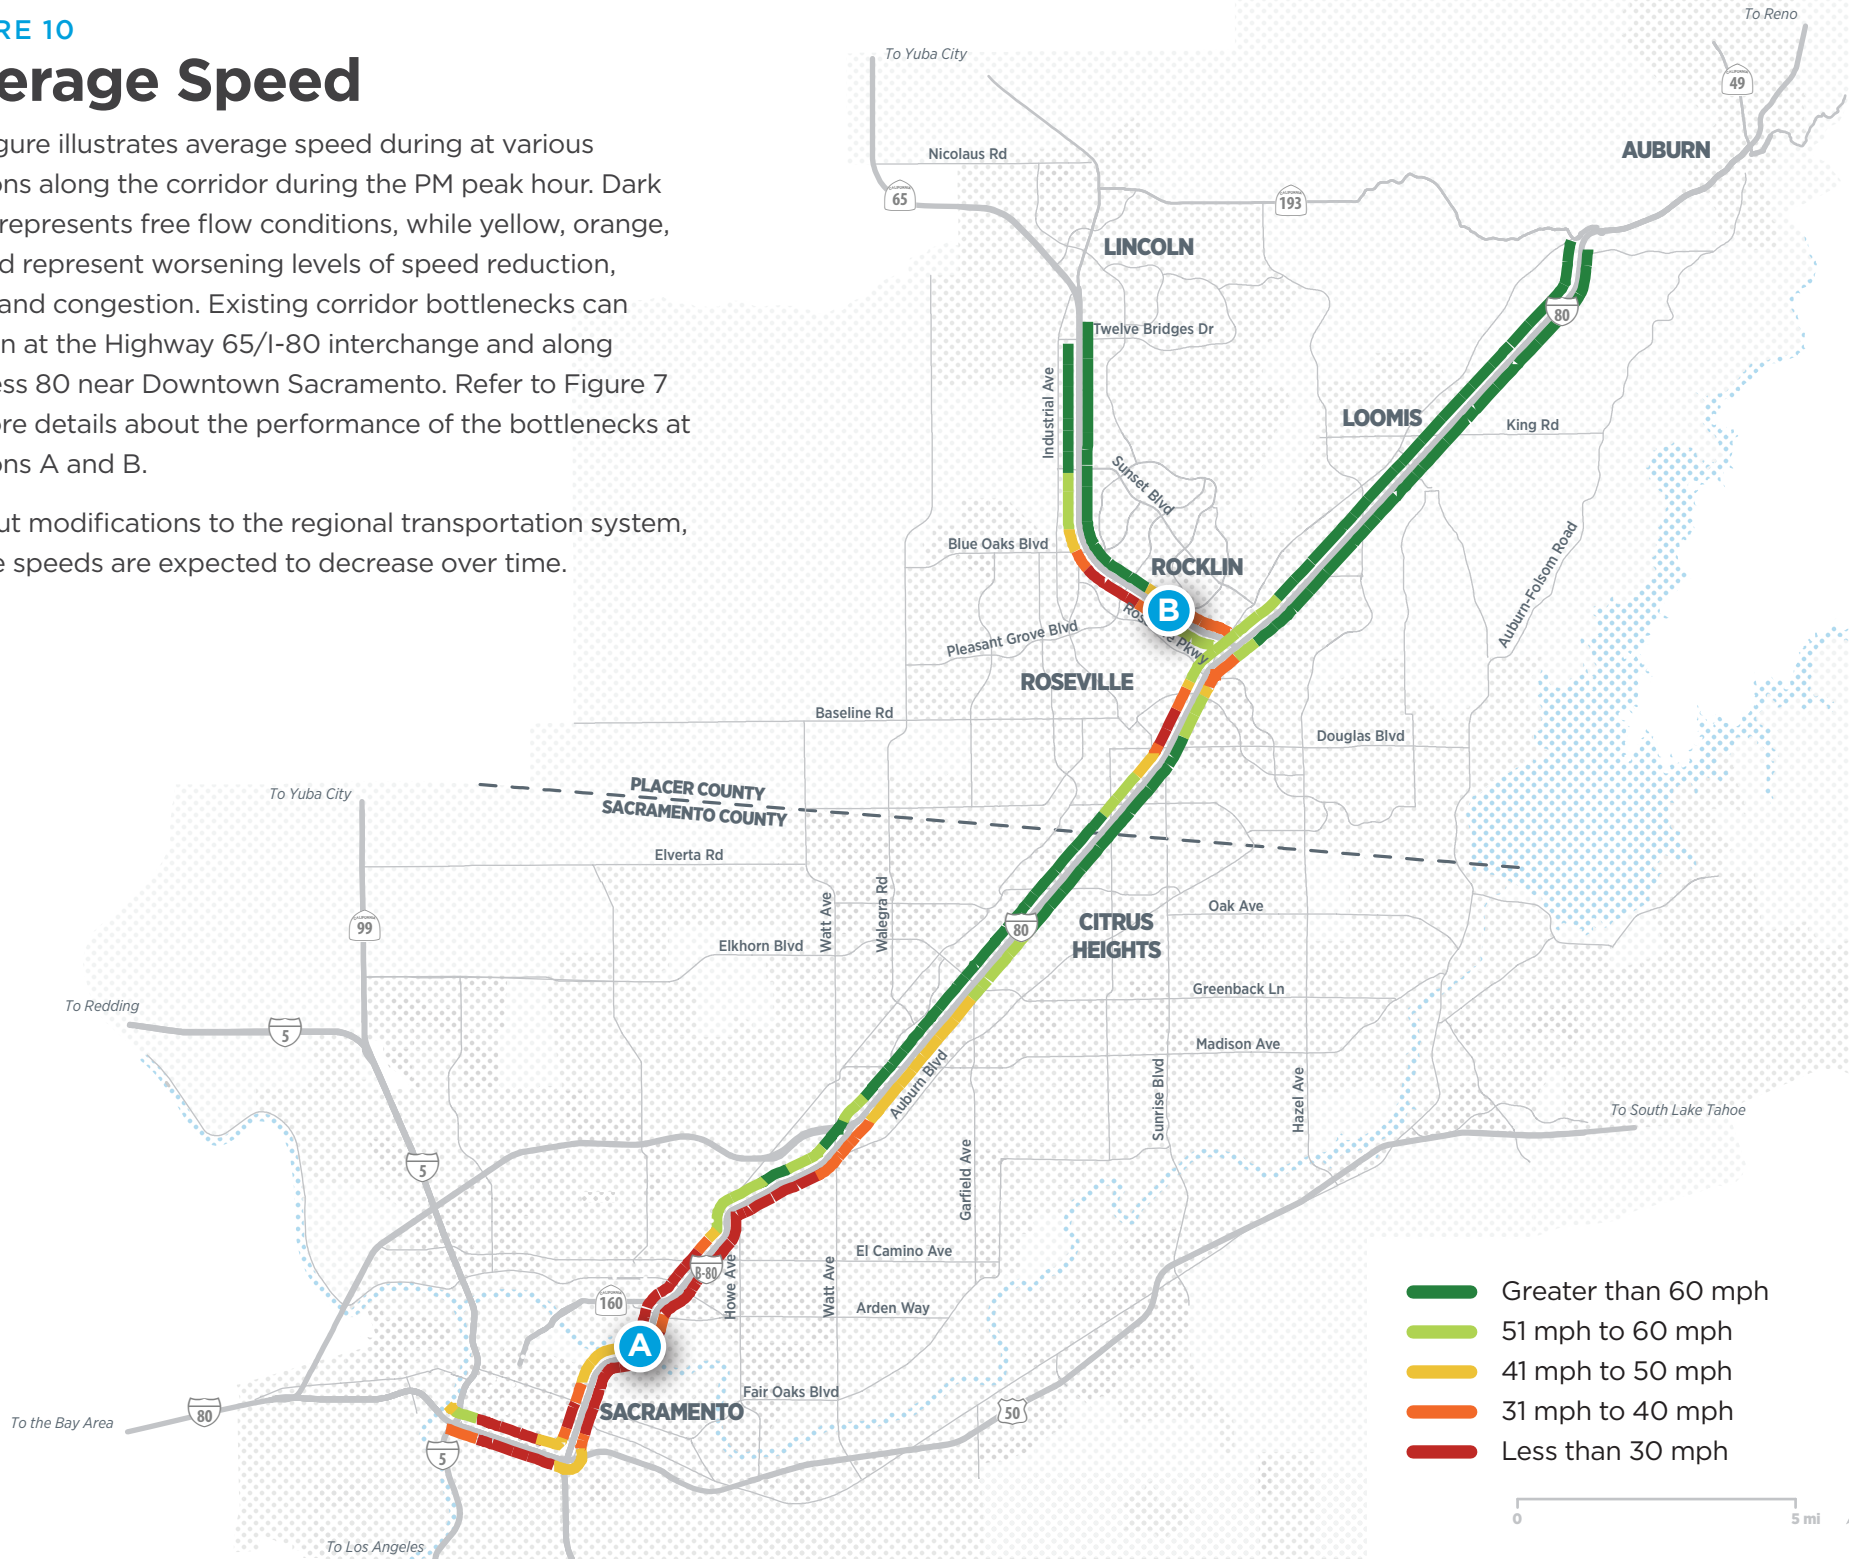 RE 10
erage Speed
gure illustrates average speed during at various
ons along the corridor during the PM peak hour. Dark
represents free flow conditions, while yellow, orange,
d represent worsening levels of speed reduction,
and congestion. Existing corridor bottlenecks can
n at the Highway 65/I-80 interchange and along
ess 80 near Downtown Sacramento. Refer to Figure 7
ore details about the performance of the bottlenecks at
ons A and B.
ut modifications to the regional transportation system,
e speeds are expected to decrease over time.
To Reno
To Yuba City
CALIFORNIA
49
AUBURN
Nicolaus Rd
CALIFORNIA
65
CALIFORNIA
193
LINCOLN
80
Twelve Bridges Dr
Industrial Ave
LOOMIS
King Rd
Sunset Blvd
Blue Oaks Blvd
ROCKLIN
Auburn-Folsom Road
B
Pkwy
Pleasant Grove Blvd
ROSEVILLE
Baseline Rd
Douglas Blvd
PLACER COUNTY
SACRAMENTO COUNTY
To Yuba City
Elverta Rd
Watt Ave
Walegra Rd
Oak Ave
CALIFORNIA
99
80
CITRUS
HEIGHTS
Elkhorn Blvd
Greenback Ln
To Redding
5
Madison Ave
Auburn Blvd
Sunrise Blvd
Hazel Ave
To South Lake Tahoe
5
Garfield Ave
El Camino Ave
B-80
Howe Ave
Watt Ave
CALIFORNIA
160
Arden Way
A
Fair Oaks Blvd
SACRAMENTO
80
To the Bay Area
50
5
To Los Angeles
Greater than 60 mph
51 mph to 60 mph
41 mph to 50 mph
31 mph to 40 mph
Less than 30 mph
0
5 mi